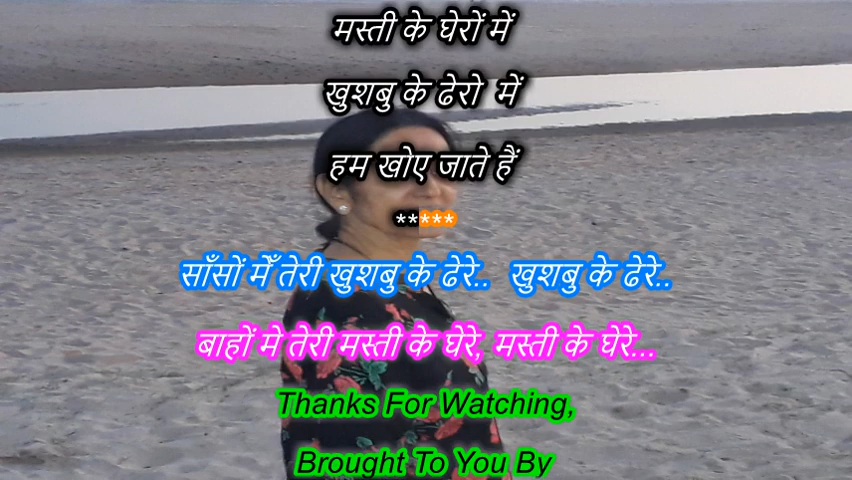 मस्ती के घेरों में
खुशबु के ढेरो में
हम खोए जाते हैं
*****
साँसों मेँ तेरी खुशबु के ढेरे.. खुशबु के ढेरे..
बाहों मे तेरी मस्ती के घेरे, मस्ती के घेरे...
Thanks For Watching,
Brought To You By